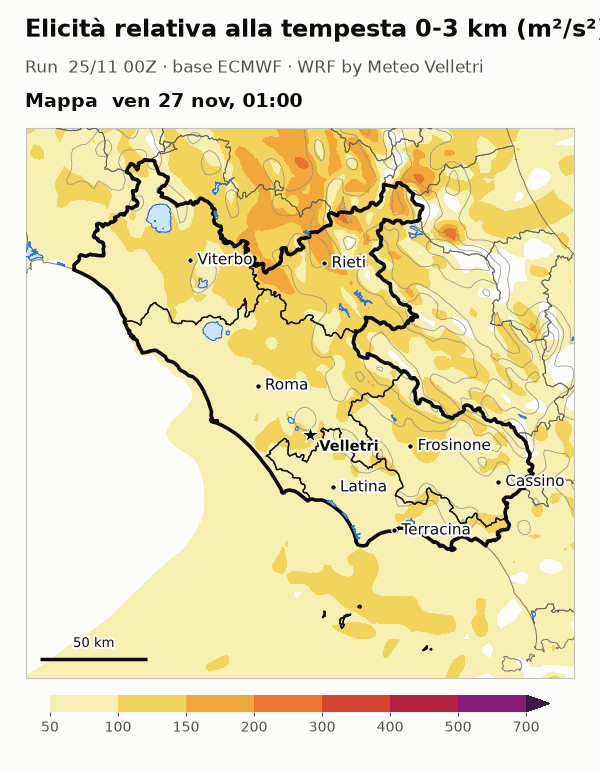 Elicità relativa alla tempesta 0-3 km (m²/s²)
Run  25/11 00Z · base ECMWF · WRF by Meteo Velletri
Mappa  ven 27 nov, 01:00
Viterbo
Rieti
Roma
Velletri
Frosinone
Cassino
Latina
Terracina
50 km
50 100 150 200 300 400 500 700